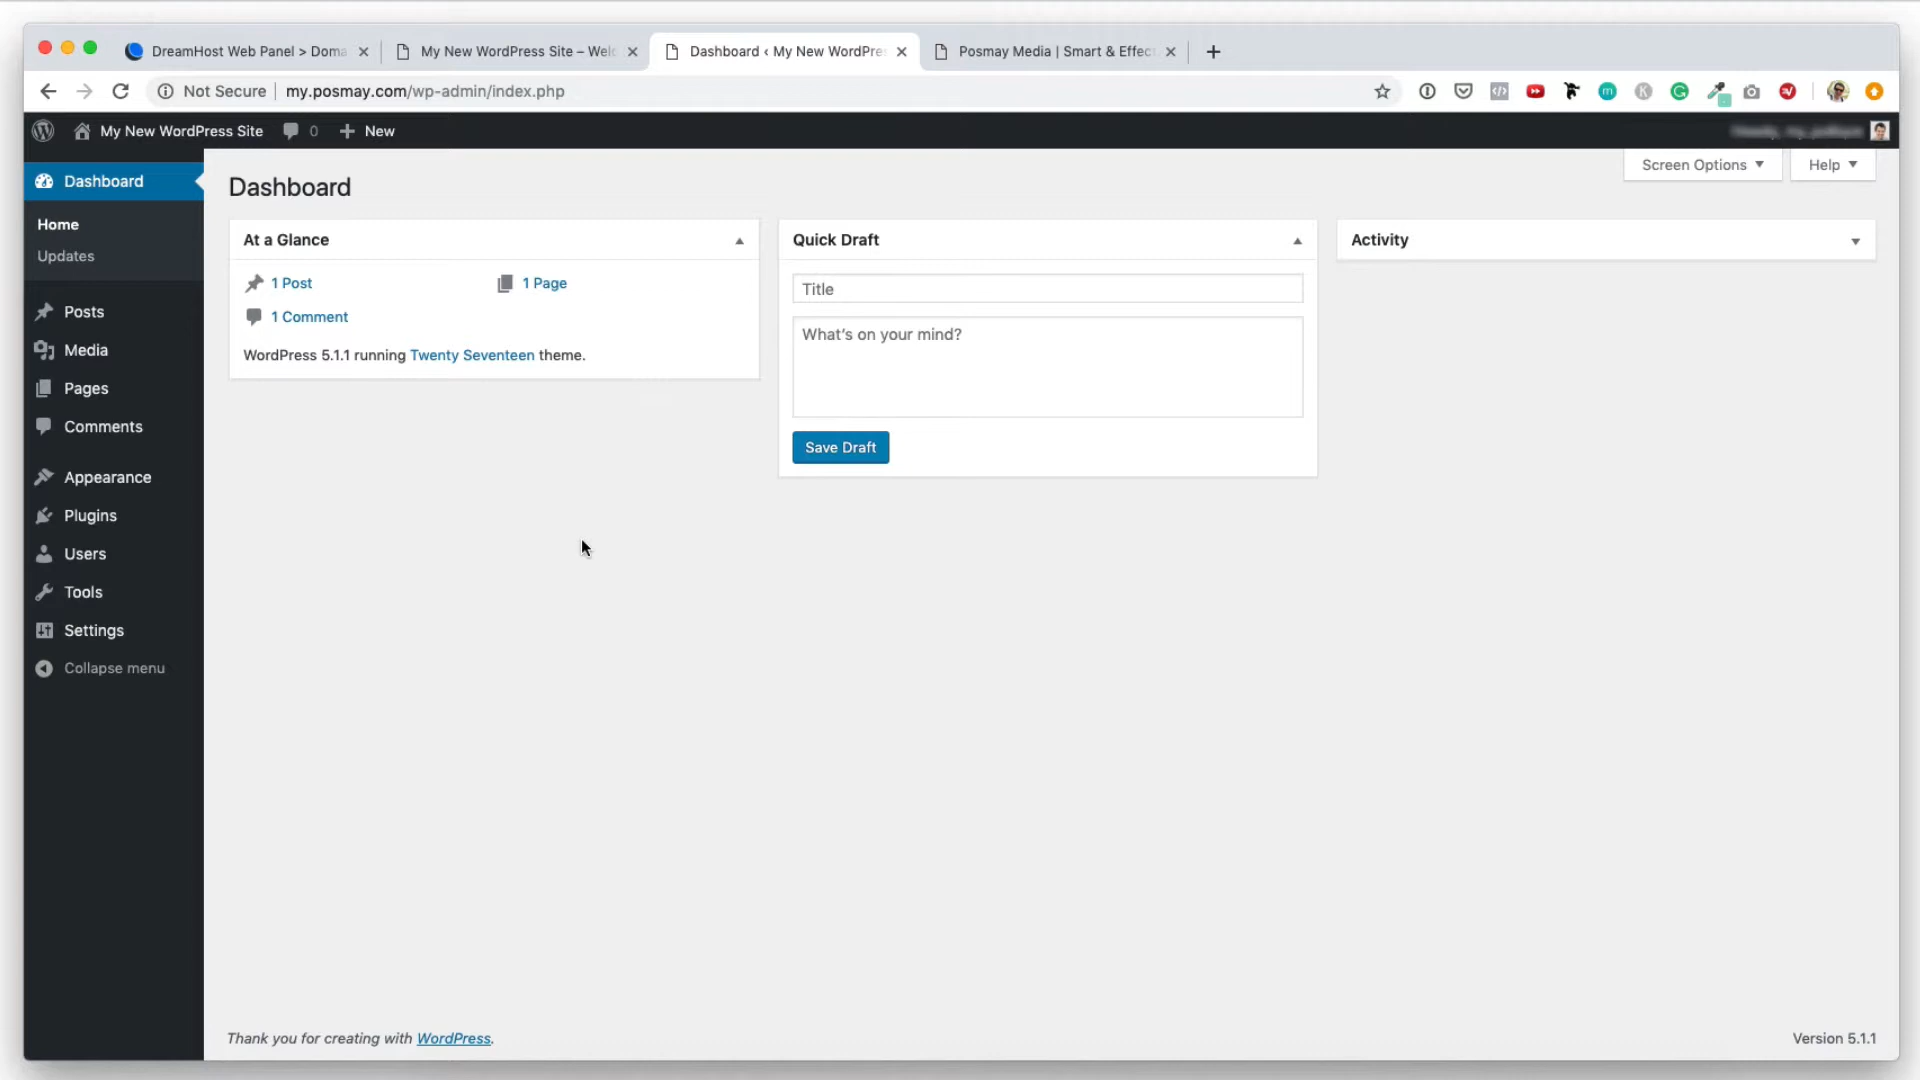 DreamHost Web Panel > Doma
My New WordPress Site – Welc
Dashboard ‹ My New WordPres
Posmay Media | Smart & Effect
Not Secure
my.posmay.com/wp-admin/index.php
My New WordPress Site
0
New
Screen Options
Help
Dashboard
Home
Updates
Posts
Media
Pages
Comments
Appearance
Plugins
Users
Tools
Settings
Collapse menu
Dashboard
At a Glance
1 Post
1 Page
1 Comment
WordPress 5.1.1 running Twenty Seventeen theme.
Quick Draft
Title
What's on your mind?
Save Draft
Activity
Thank you for creating with WordPress.
Version 5.1.1